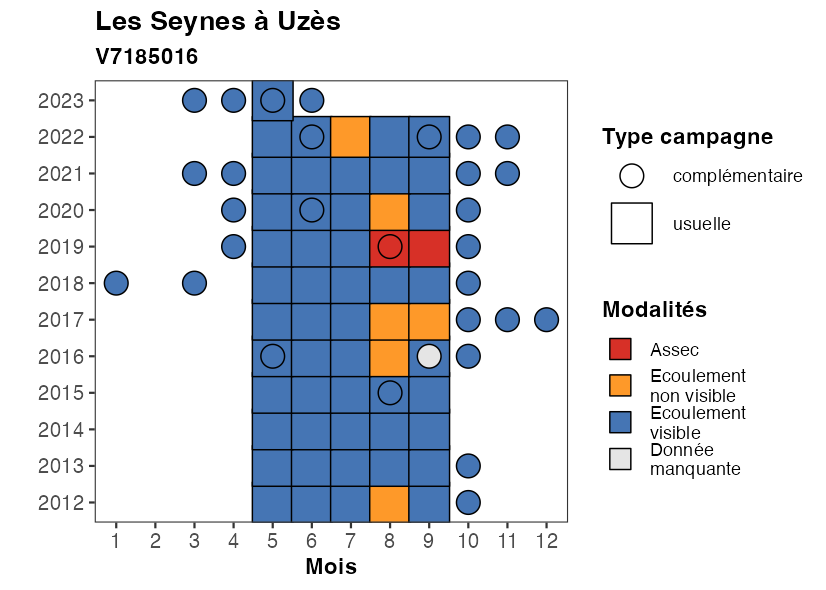 Les Seynes à Uzès
V7185016
2023
2022
2021
2020
2019
2018
2017
2016
2015
2014
2013
2012
1 2 3 4 5 6 7 8 9 10 11 12
Mois
Type campagne
complémentaire
usuelle
Modalités
Assec
Ecoulement
non visible
Ecoulement
visible
Donnée
manquante